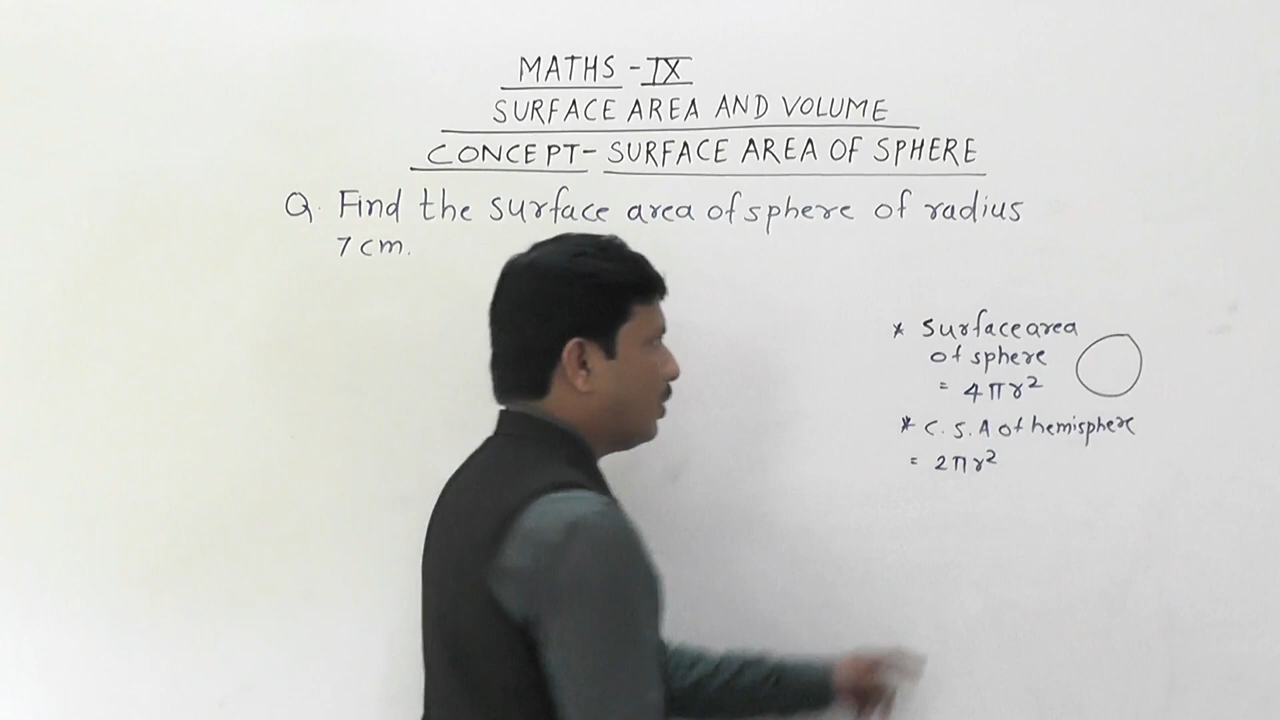 MATHS - IX
SURFACE AREA AND VOLUME
CONCEPT- SURFACE AREA OF SPHERE
Q. Find the surface area of sphere of radius
7 cm.
* Surface area
of sphere
= 4πr²
* C. S. A of hemisphere
= 2πr²